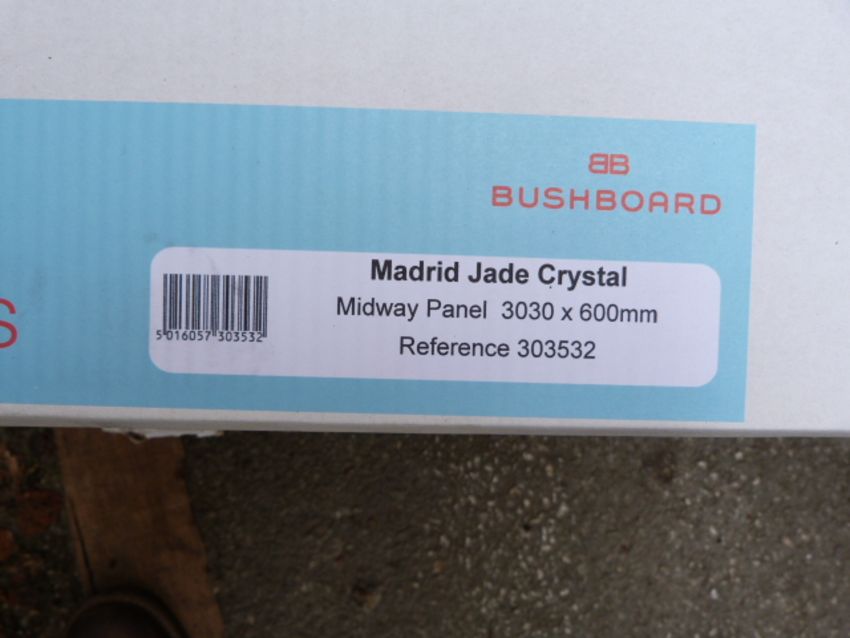 BB
BUSHBOARD
S
Madrid Jade Crystal
Midway Panel 3030 x 600mm
Reference 303532
5 016057 303532